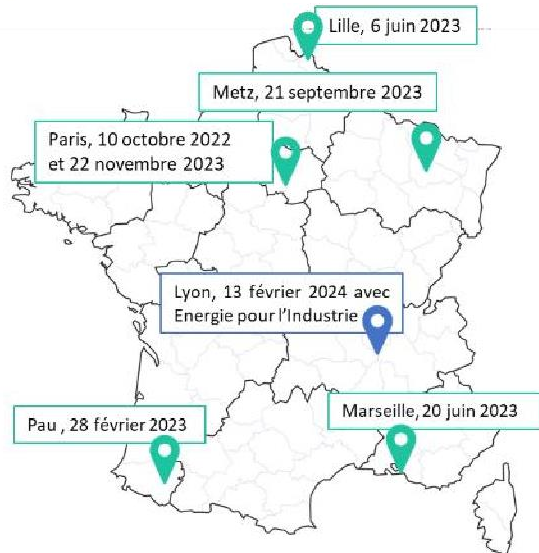 Lille, 6 juin 2023
Metz, 21 septembre 2023
Paris, 10 octobre 2022
et 22 novembre 2023
Lyon, 13 février 2024 avec
Energie pour l'Industrie
Marseille, 20 juin 2023
Pau , 28 février 2023